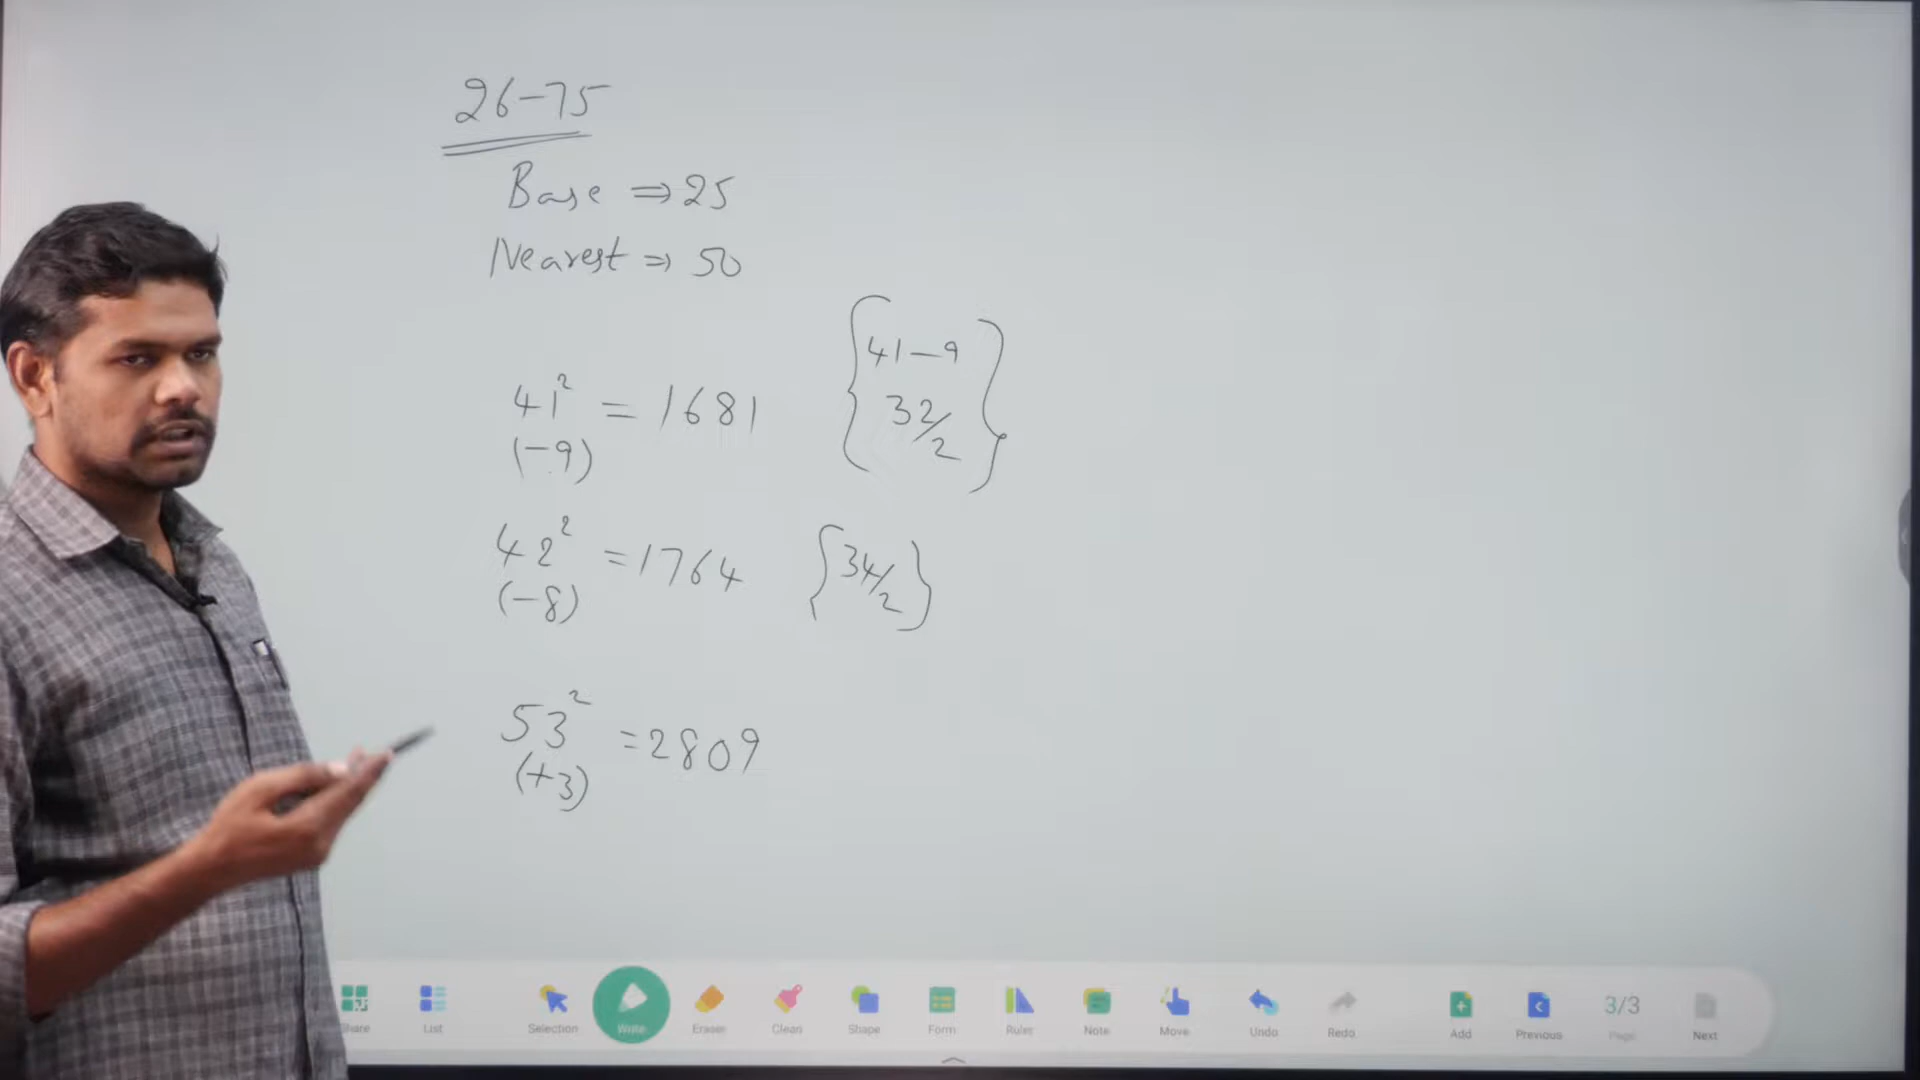 26-75
Base ⇒ 25
Nearest ⇒ 50
41² = 1681 {41-9
(-9) 32/2}
42² = 1764 {34/2}
(-8)
53² = 2809
(+3)
Share List Selection Write Eraser Clean Shape Form Ruler Note Move Undo Redo Add Previous 3/3 Page Next